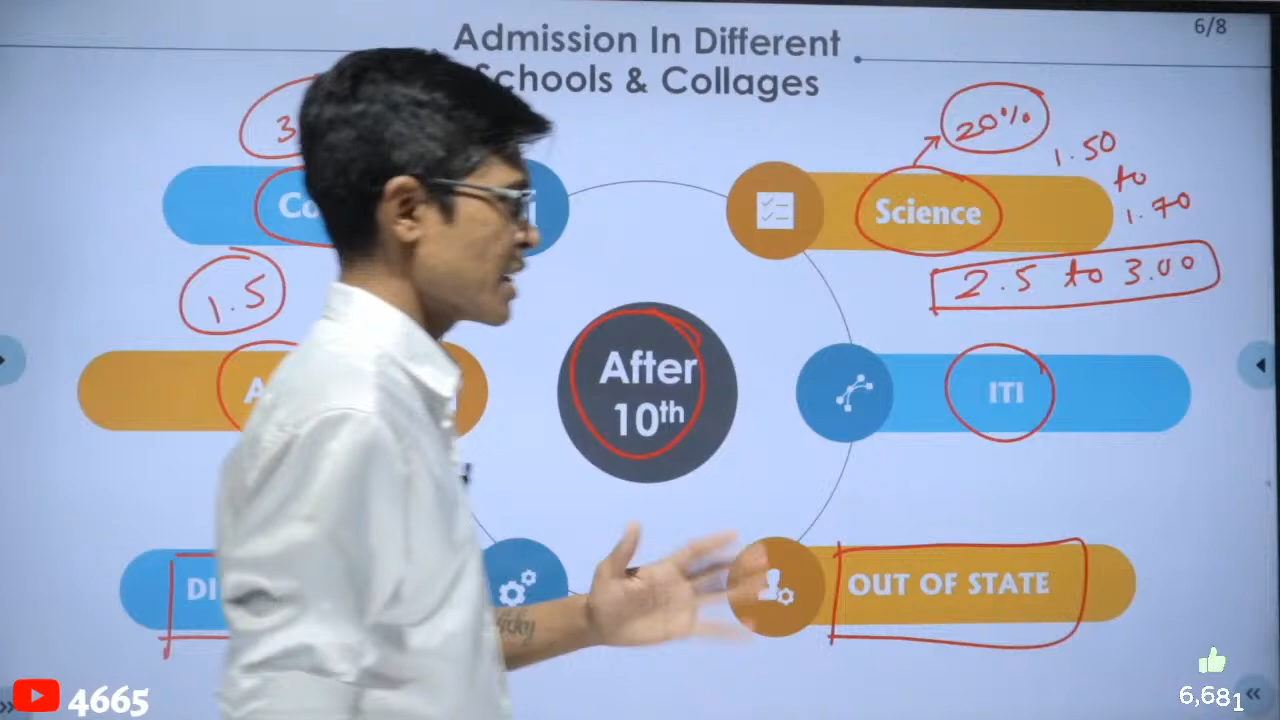 6/8
Admission In Different
Schools & Collages
3
20%
1.50
to
1.70
Science
2.5 to 3.00
1.5
After
10th
ITI
OUT OF STATE
4665
6,681